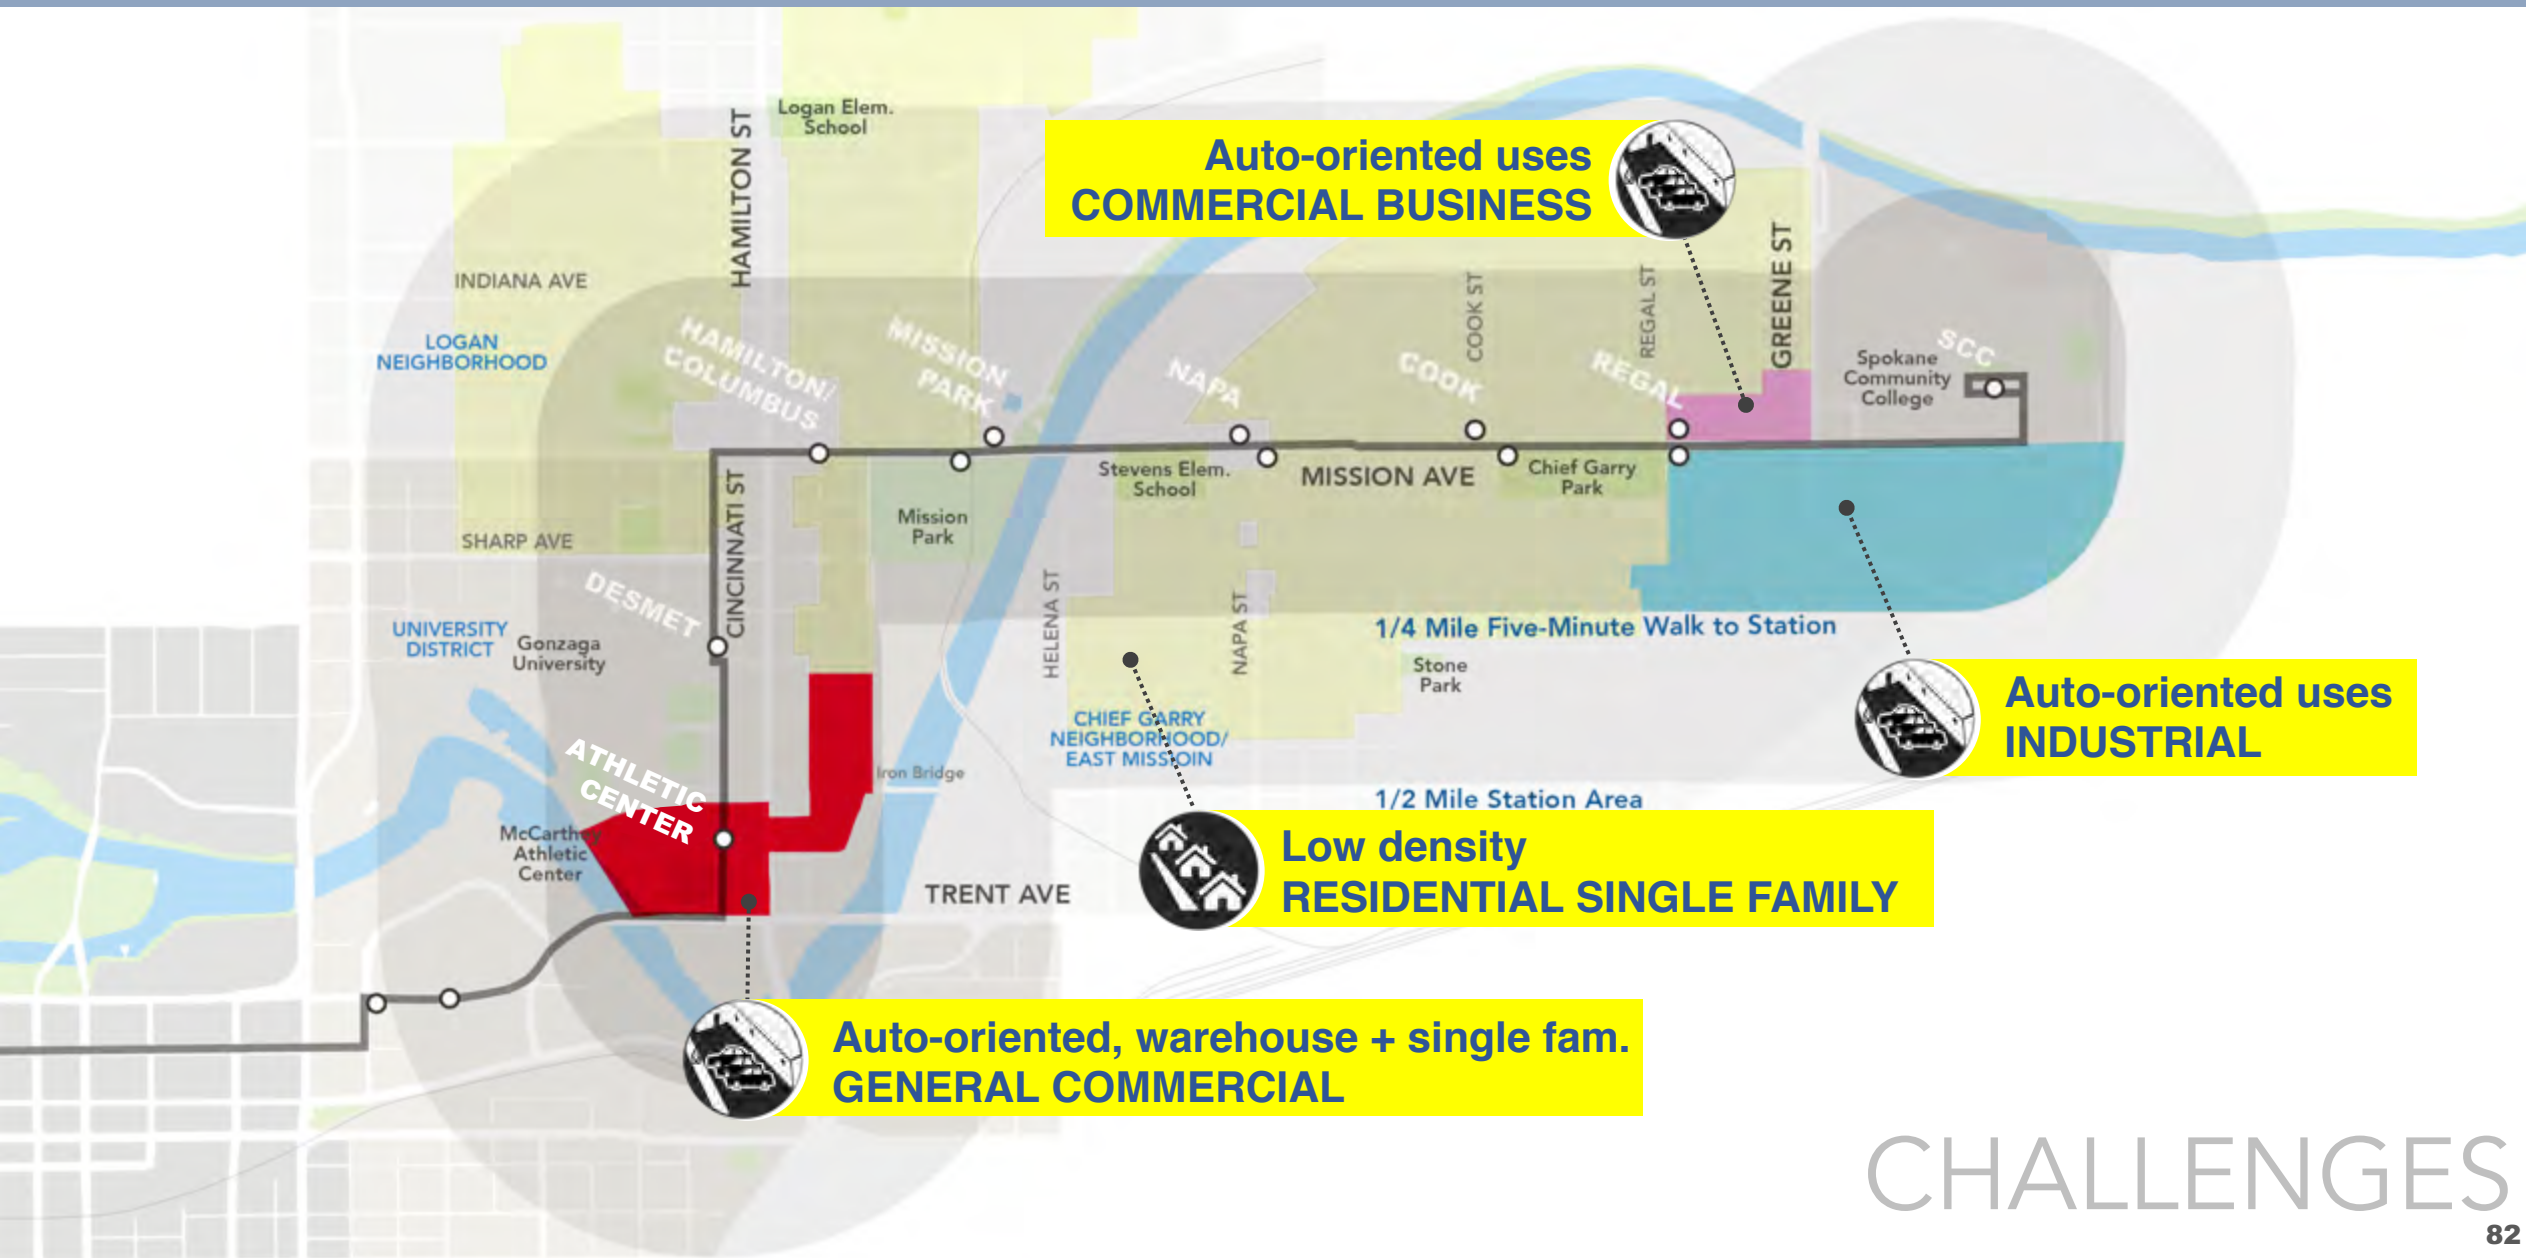 Logan Elem.
School
HAMILTON ST
Auto-oriented uses
COMMERCIAL BUSINESS
INDIANA AVE
LOGAN
NEIGHBORHOOD
HAMILTON/
COLUMBUS
MISSION
PARK
NAPA
COOK
COOK ST
REGAL
REGAL ST
GREENE ST
Spokane
Community
College
SCC
CINCINNATI ST
Stevens Elem.
School
MISSION AVE
Chief Garry
Park
Mission
Park
SHARP AVE
DESMET
HELENA ST
NAPA ST
UNIVERSITY
DISTRICT
Gonzaga
University
1/4 Mile Five-Minute Walk to Station
Stone
Park
Auto-oriented uses
INDUSTRIAL
CHIEF GARRY
NEIGHBORHOOD/
EAST MISSIOIN
ATHLETIC
CENTER
Iron Bridge
1/2 Mile Station Area
McCarthey
Athletic
Center
Low density
RESIDENTIAL SINGLE FAMILY
TRENT AVE
Auto-oriented, warehouse + single fam.
GENERAL COMMERCIAL
CHALLENGES
82